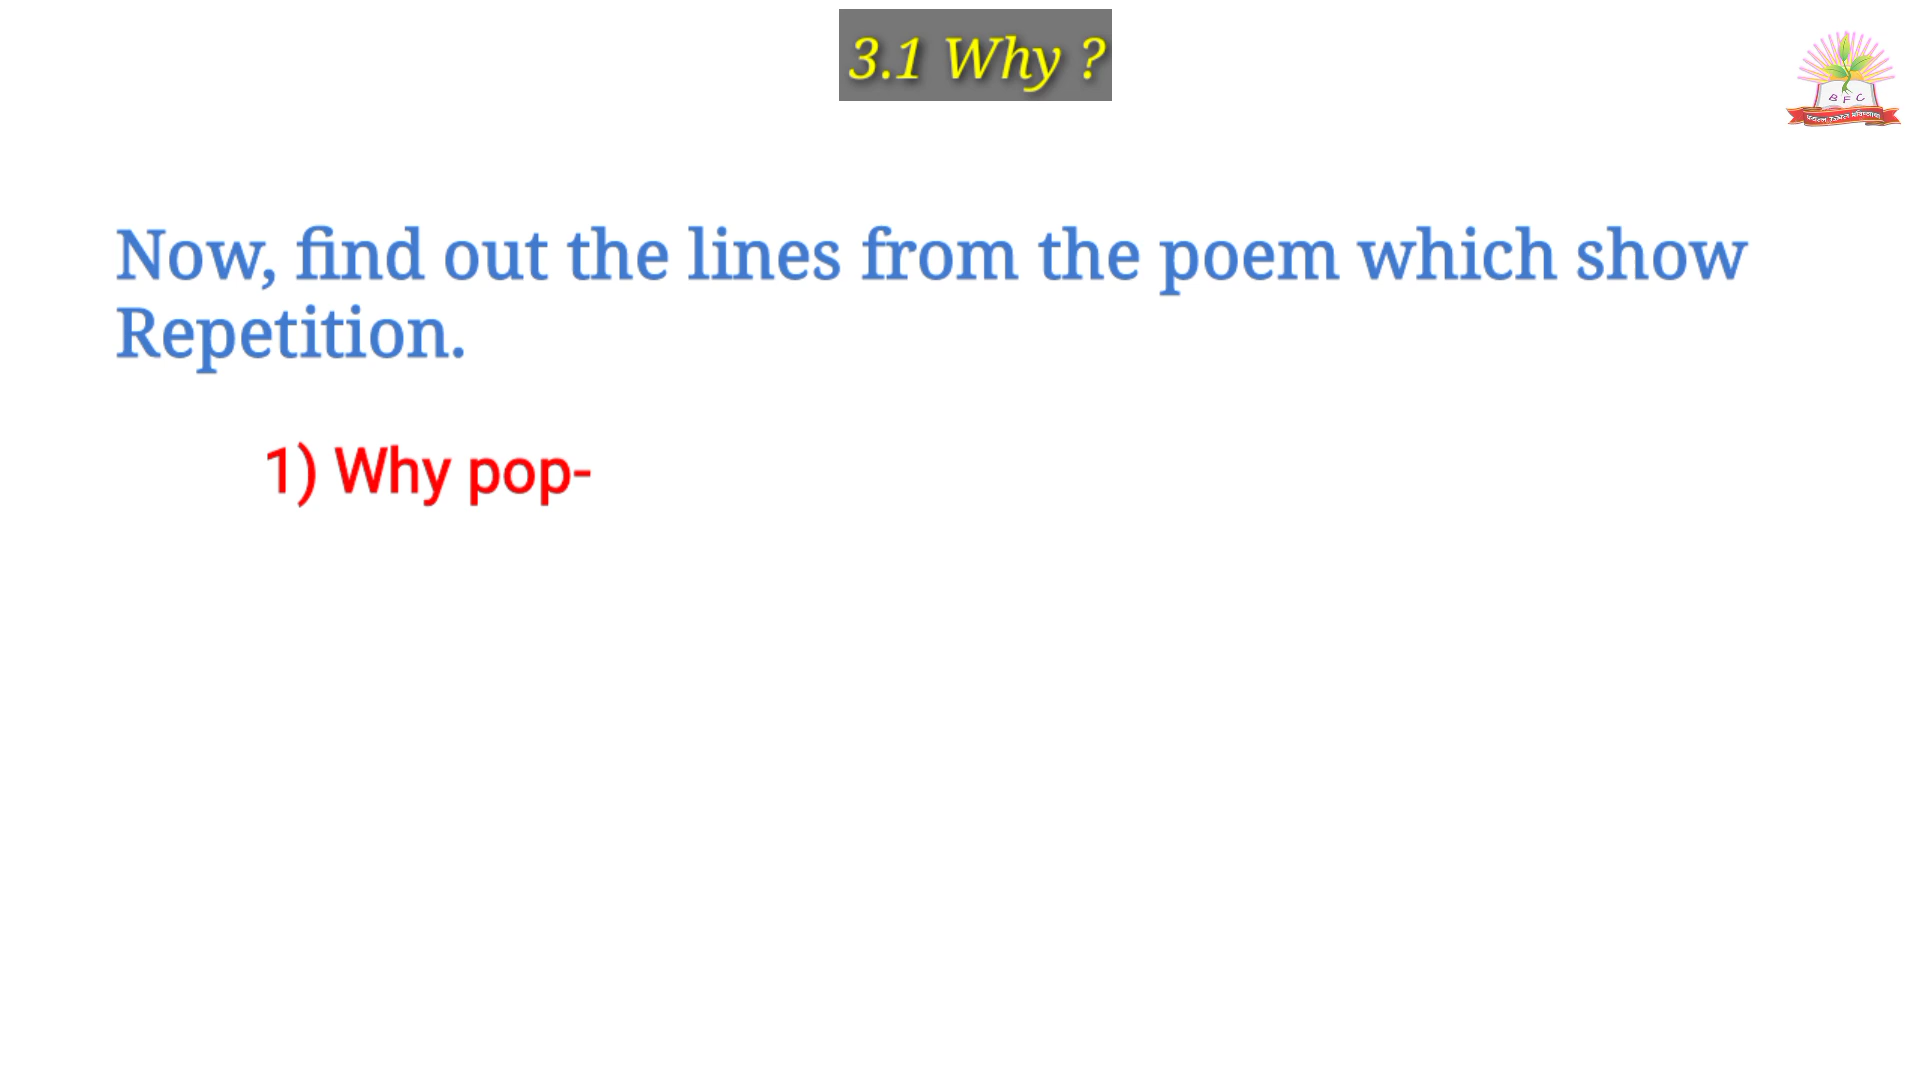 3.1 Why ?
B F C
Now, find out the lines from the poem which show
Repetition.
1) Why pop-